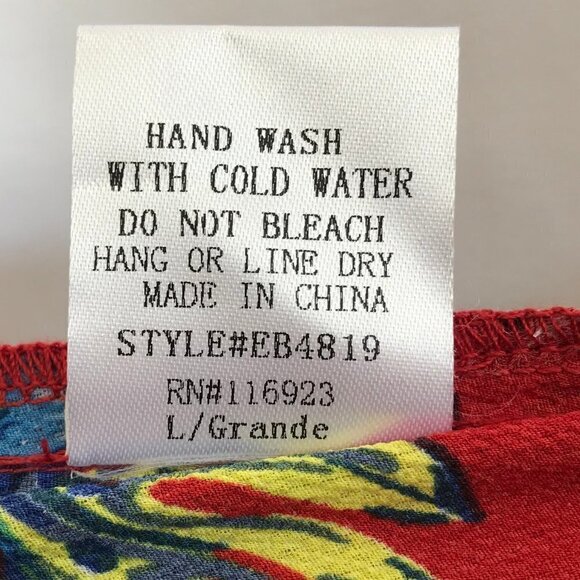 HAND WASH
WITH COLD WATER
DO NOT BLEACH
HANG OR LINE DRY
MADE IN CHINA
STYLE#EB4819
RN#116923
L/Grande